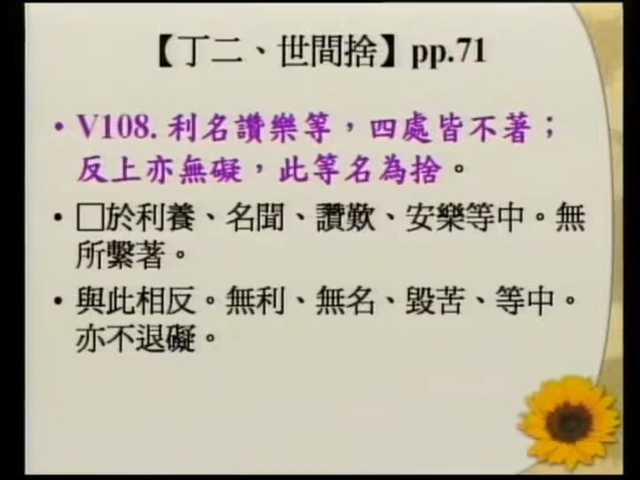 【丁二、世間捨】pp.71
• V108. 利名讚樂等，四處皆不著；
反上亦無礙，此等名為捨。
• □於利養、名聞、讚歎、安樂等中。無
所繫著。
• 與此相反。無利、無名、毀苦、等中。
亦不退礙。